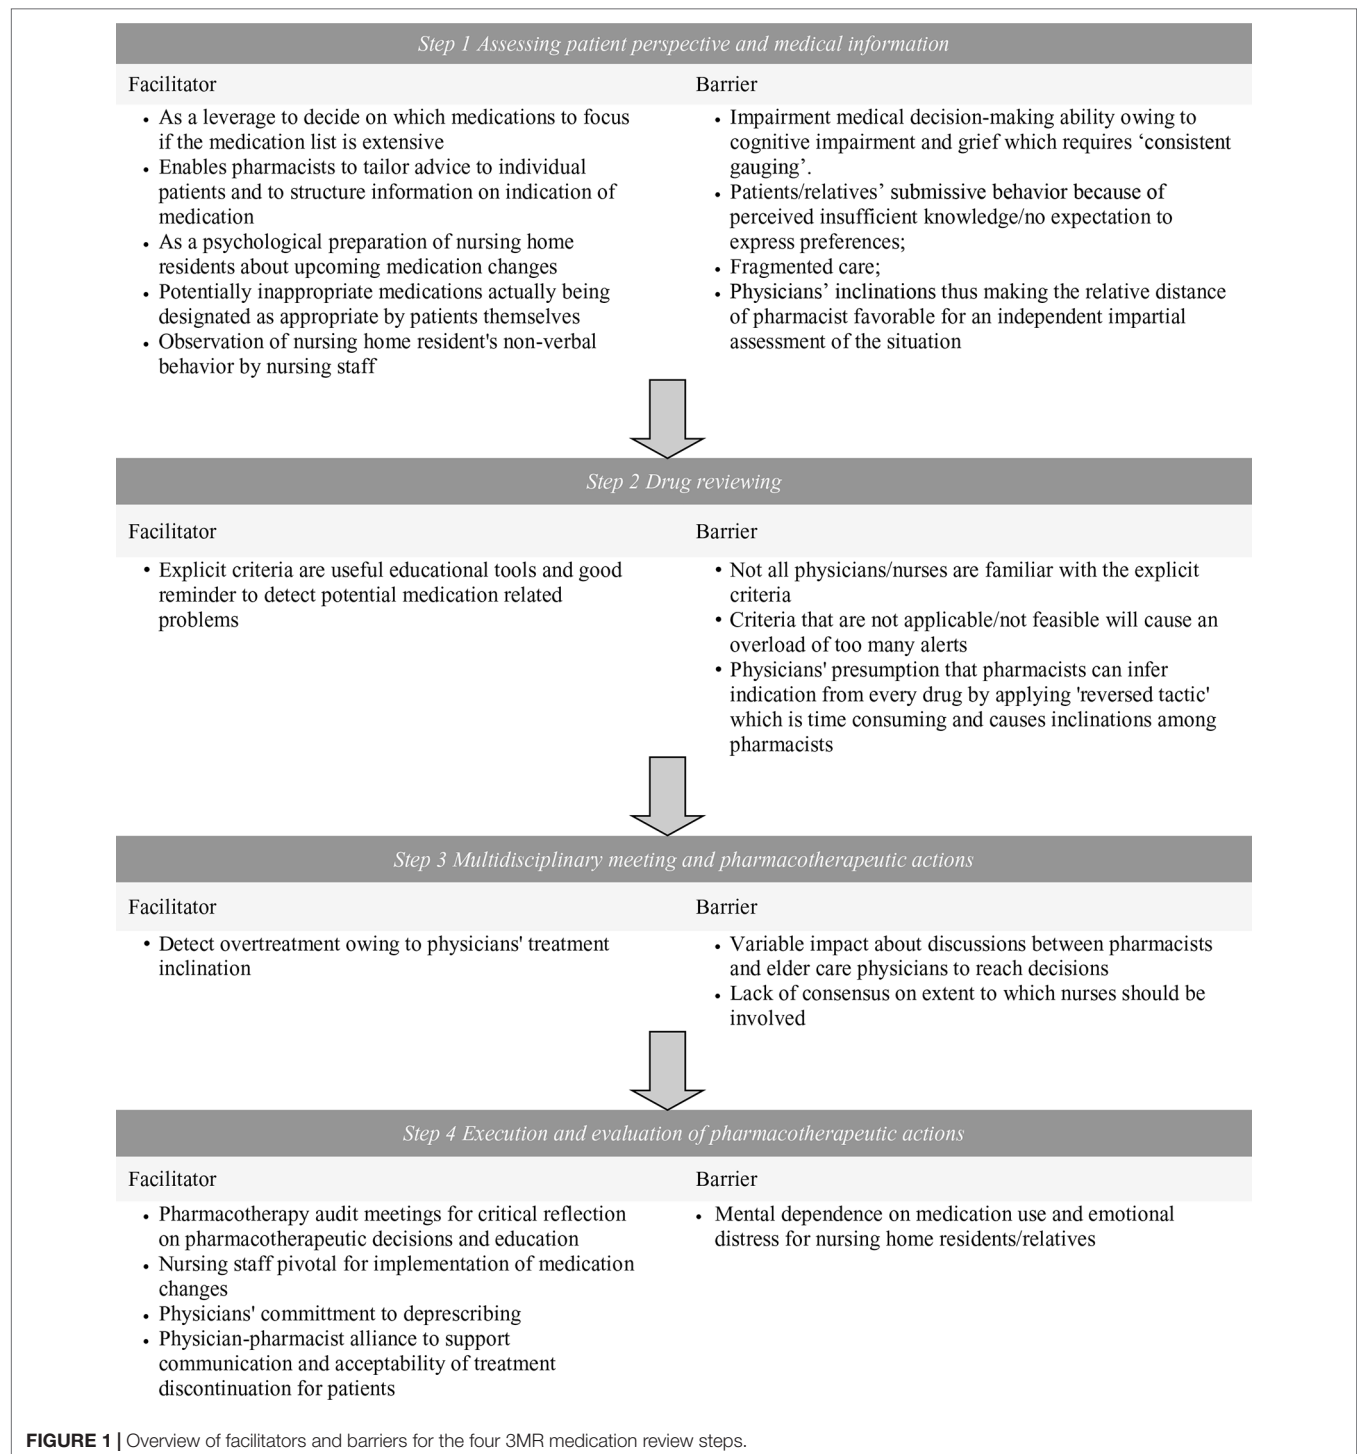 Step 1 Assessing patient perspective and medical information
Facilitator
• As a leverage to decide on which medications to focus
if the medication list is extensive
• Enables pharmacists to tailor advice to individual
patients and to structure information on indication of
medication
• As a psychological preparation of nursing home
residents about upcoming medication changes
• Potentially inappropriate medications actually being
designated as appropriate by patients themselves
• Observation of nursing home resident's non-verbal
behavior by nursing staff
Barrier
• Impairment medical decision-making ability owing to
cognitive impairment and grief which requires ‘consistent
gauging’.
• Patients/relatives’ submissive behavior because of
perceived insufficient knowledge/no expectation to
express preferences;
• Fragmented care;
• Physicians’ inclinations thus making the relative distance
of pharmacist favorable for an independent impartial
assessment of the situation
Step 2 Drug reviewing
Facilitator
• Explicit criteria are useful educational tools and good
reminder to detect potential medication related
problems
Barrier
• Not all physicians/nurses are familiar with the explicit
criteria
• Criteria that are not applicable/not feasible will cause an
overload of too many alerts
• Physicians' presumption that pharmacists can infer
indication from every drug by applying 'reversed tactic'
which is time consuming and causes inclinations among
pharmacists
Step 3 Multidisciplinary meeting and pharmacotherapeutic actions
Facilitator
• Detect overtreatment owing to physicians' treatment
inclination
Barrier
• Variable impact about discussions between pharmacists
and elder care physicians to reach decisions
• Lack of consensus on extent to which nurses should be
involved
Step 4 Execution and evaluation of pharmacotherapeutic actions
Facilitator
• Pharmacotherapy audit meetings for critical reflection
on pharmacotherapeutic decisions and education
• Nursing staff pivotal for implementation of medication
changes
• Physicians' committment to deprescribing
• Physician-pharmacist alliance to support
communication and acceptability of treatment
discontinuation for patients
Barrier
• Mental dependence on medication use and emotional
distress for nursing home residents/relatives
FIGURE 1 | Overview of facilitators and barriers for the four 3MR medication review steps.